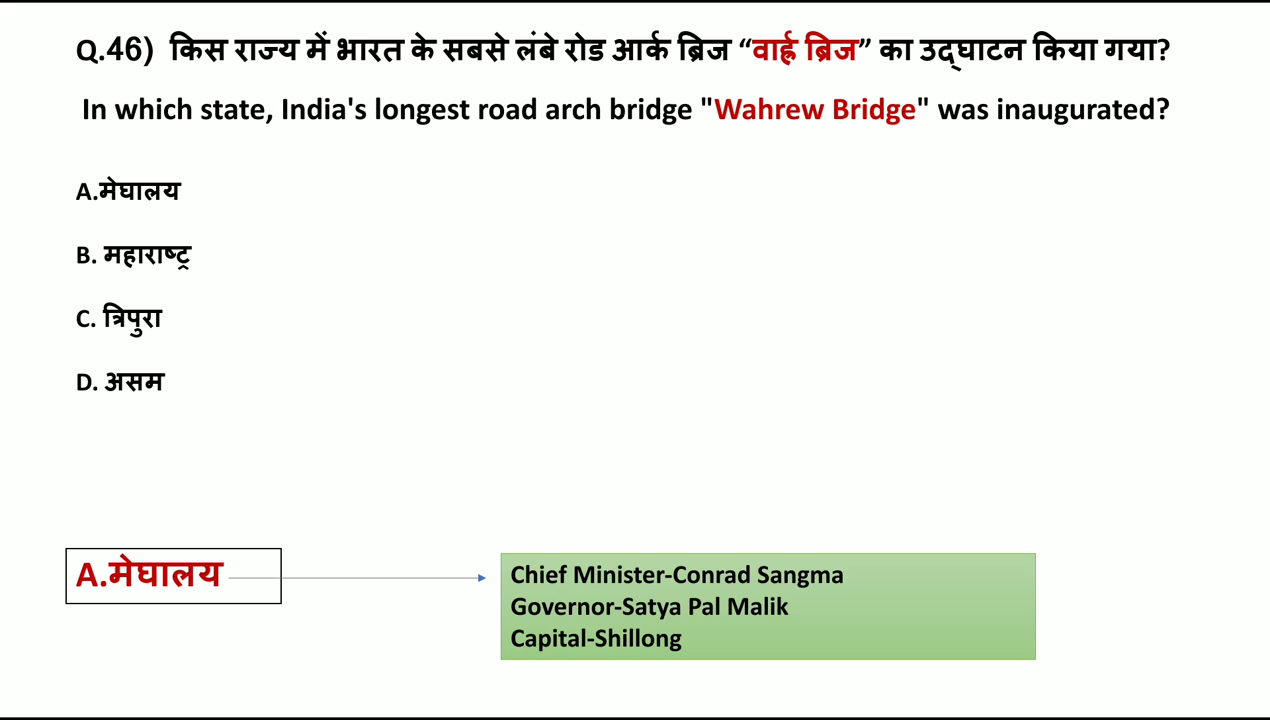 Q.46) किस राज्य में भारत के सबसे लंबे रोड आर्क ब्रिज “वार्ह्र ब्रिज” का उद्घाटन किया गया?
In which state, India's longest road arch bridge "Wahrew Bridge" was inaugurated?
A.मेघालय
B. महाराष्ट्र
C. त्रिपुरा
D. असम
A.मेघालय
Chief Minister-Conrad Sangma
Governor-Satya Pal Malik
Capital-Shillong